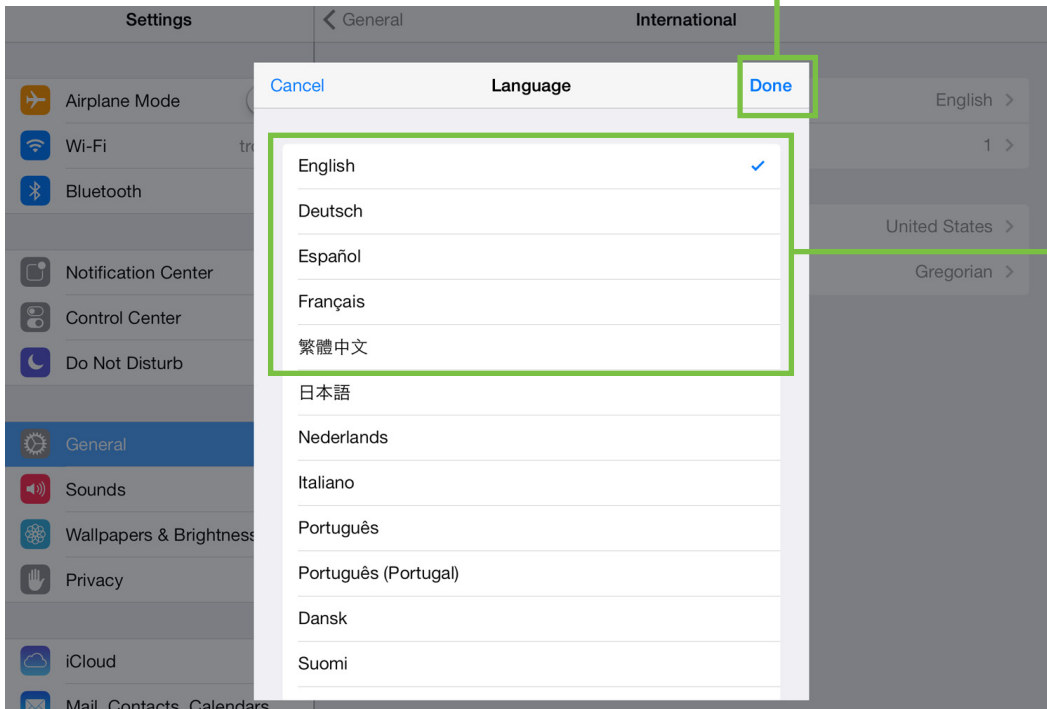 Settings
General
International
Cancel
Language
Done
Airplane Mode
English
Wi-Fi
1
Bluetooth
United States
Notification Center
Gregorian
Control Center
Do Not Disturb
General
Sounds
Wallpapers & Brightness
Privacy
iCloud
Mail, Contacts, Calendars
English
Deutsch
Español
Français
繁體中文
日本語
Nederlands
Italiano
Português
Português (Portugal)
Dansk
Suomi